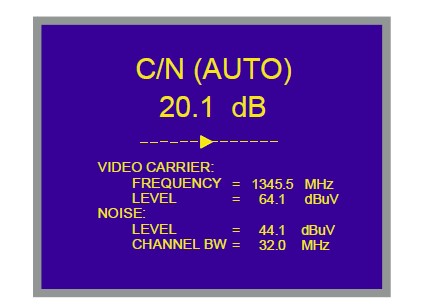 C/N (AUTO)
20.1 dB
VIDEO CARRIER:
FREQUENCY = 1345.5 MHz
LEVEL = 64.1 dBuV
NOISE:
LEVEL = 44.1 dBuV
CHANNEL BW = 32.0 MHz